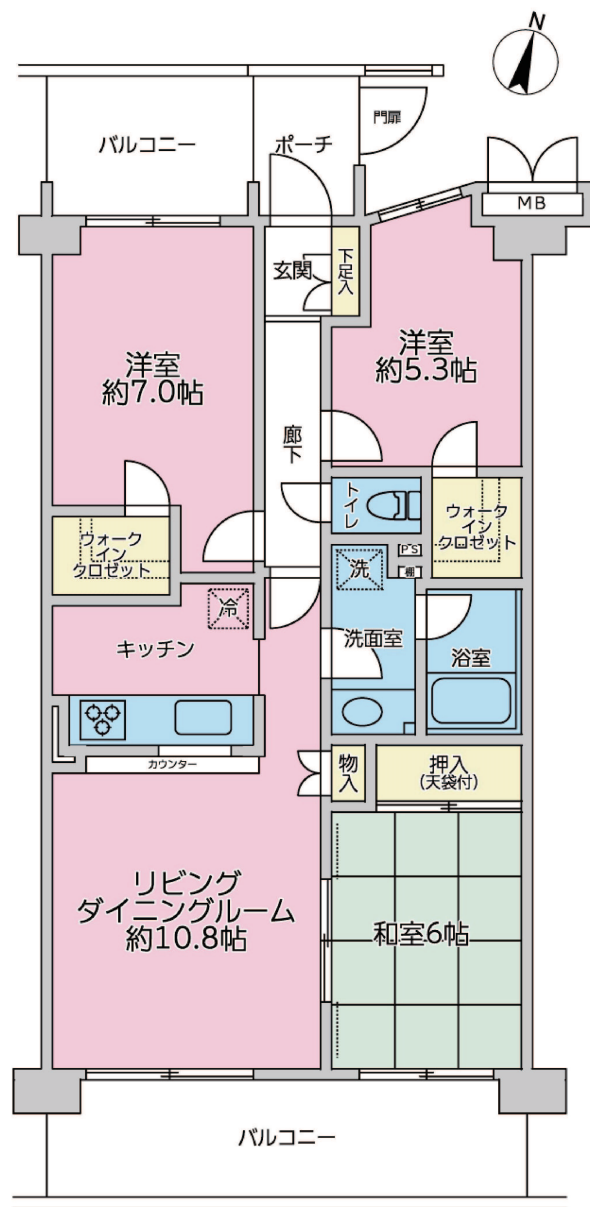 N
バルコニー
ポーチ
門扉
MB
玄関
下足入
洋室
約7.0帖
洋室
約5.3帖
廊下
トイレ
ウォーク
イン
クロゼット
ウォーク
イン
クロゼット
PS
棚
洗
冷
キッチン
洗面室
浴室
カウンター
物入
押入
(天袋付)
リビング
ダイニングルーム
約10.8帖
和室6帖
バルコニー